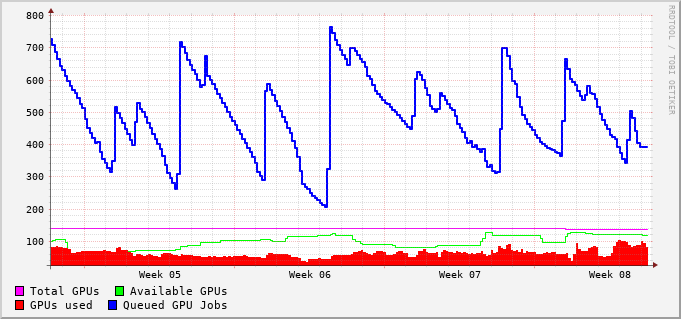 800
700
600
500
400
300
200
100
Week 05 Week 06 Week 07 Week 08
Total GPUs Available GPUs
GPUs used Queued GPU Jobs
RRDTOOL / TOBI OETIKER